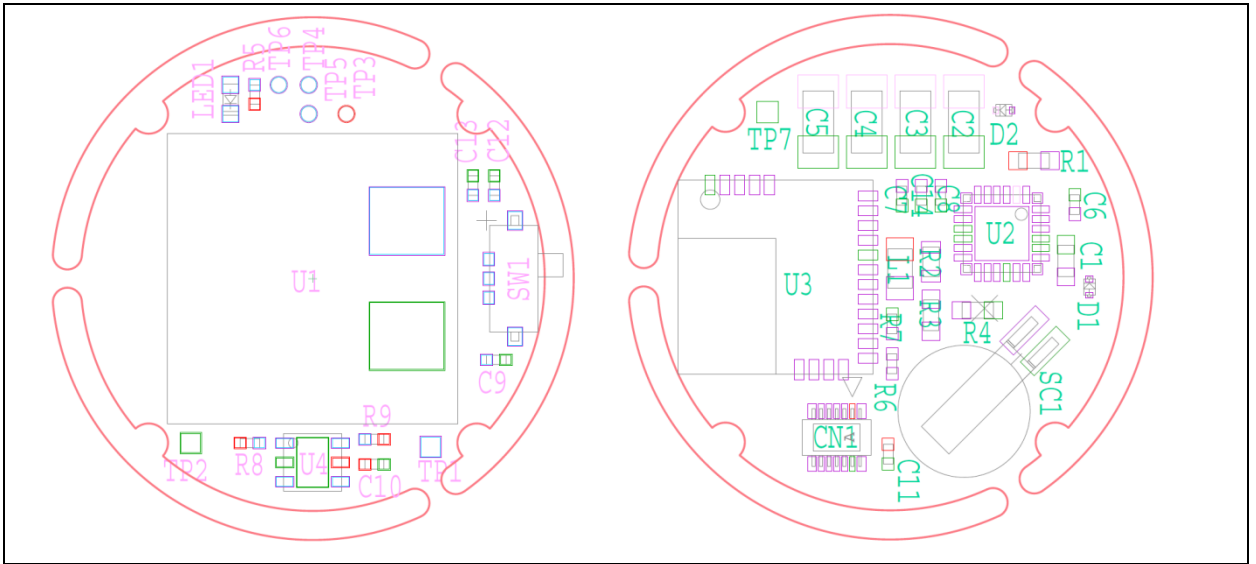 LED1
R5
TP6
TP4
TP5
TP3
C13
C12
U1
SW1
C9
R9
TP2
R8
U4
C10
TP1
C5
C4
C3
C2
D2
TP7
R1
C7
C14
C8
C6
U2
C1
U3
L1
R2
D1
R7
R3
R4
R6
SC1
CN1
A
C11